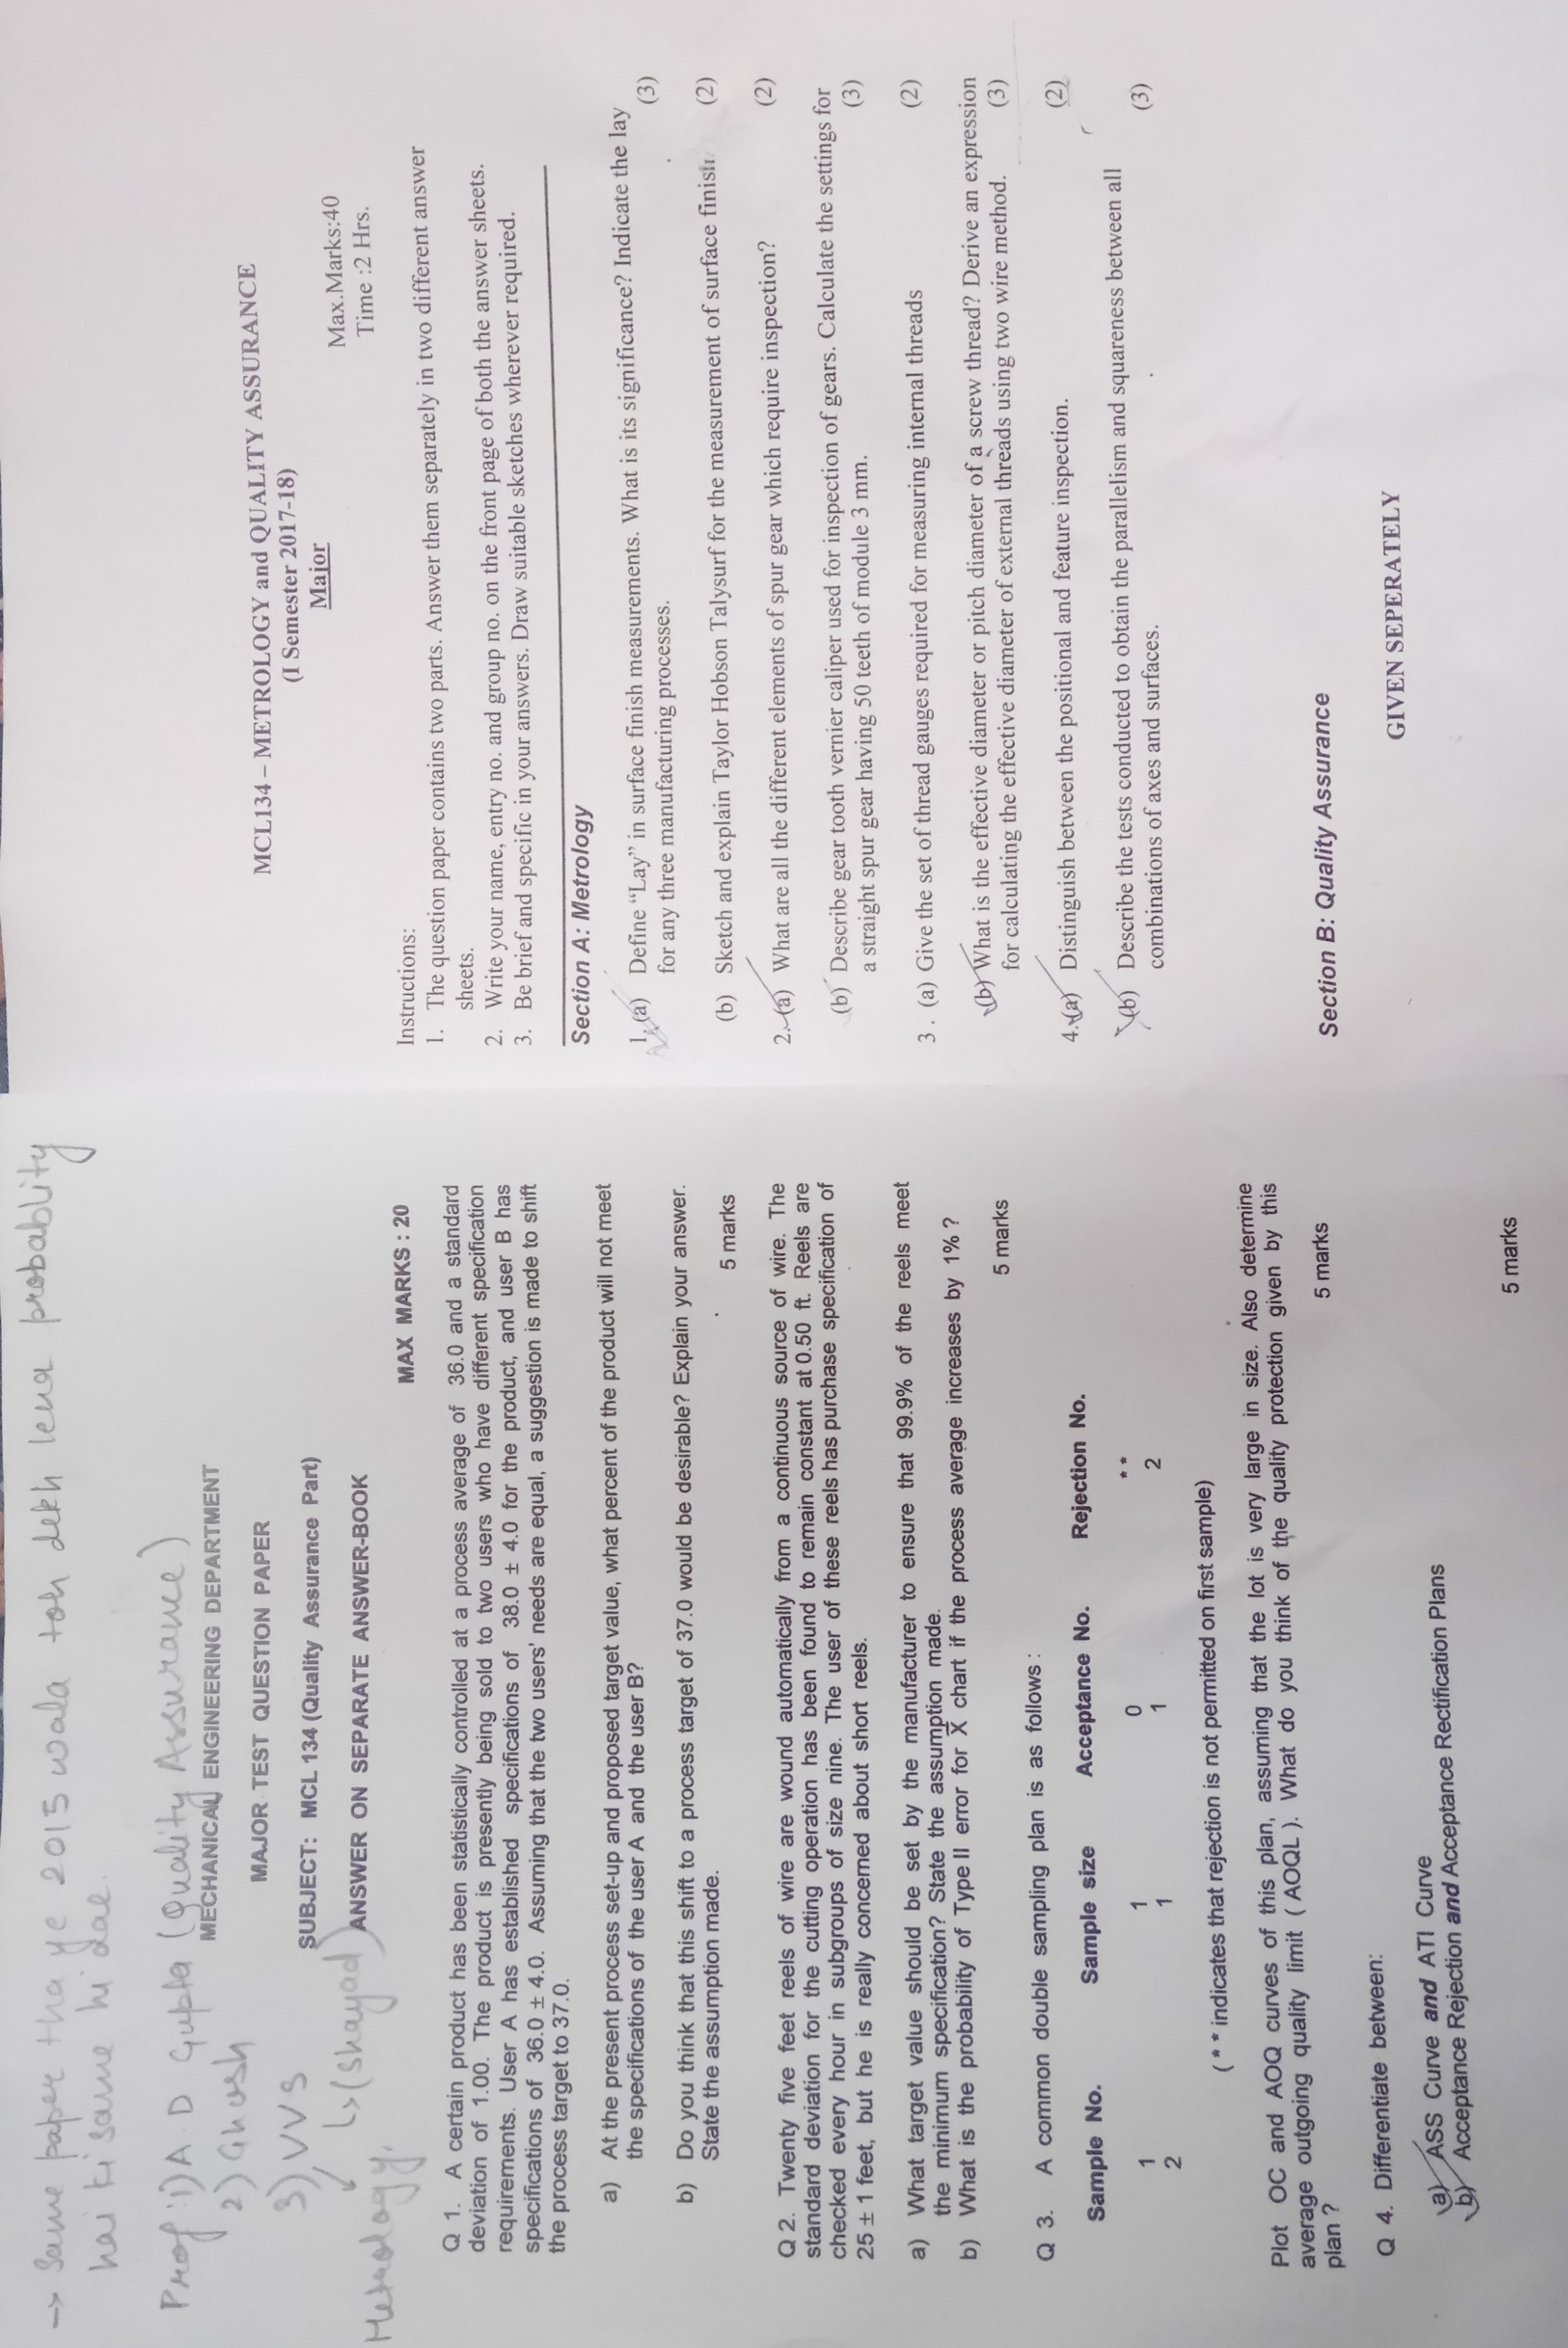 → Same paper tha ye 2015 wala toh dekh lena probablity
hai ki same hi aae.
Prof :1) A. D Gupta (Quality Assurance)
2) Ghosh
3) VVS
↳ (Shayad)
Metrology.
MECHANICAL ENGINEERING DEPARTMENT
MAJOR TEST QUESTION PAPER
SUBJECT: MCL 134 (Quality Assurance Part)
ANSWER ON SEPARATE ANSWER-BOOK
MAX MARKS : 20
Q 1. A certain product has been statistically controlled at a process average of 36.0 and a standard
deviation of 1.00. The product is presently being sold to two users who have different specification
requirements. User A has established specifications of 38.0 ± 4.0 for the product, and user B has
specifications of 36.0 ± 4.0. Assuming that the two users' needs are equal, a suggestion is made to shift
the process target to 37.0.
a) At the present process set-up and proposed target value, what percent of the product will not meet
the specifications of the user A and the user B?
b) Do you think that this shift to a process target of 37.0 would be desirable? Explain your answer.
State the assumption made.
5 marks
Q 2. Twenty five feet reels of wire are wound automatically from a continuous source of wire. The
standard deviation for the cutting operation has been found to remain constant at 0.50 ft. Reels are
checked every hour in subgroups of size nine. The user of these reels has purchase specification of
25 ± 1 feet, but he is really concerned about short reels.
a) What target value should be set by the manufacturer to ensure that 99.9% of the reels meet
the minimum specification? State the assumption made.
b) What is the probability of Type II error for X̄ chart if the process average increases by 1% ?
5 marks
Q 3. A common double sampling plan is as follows :
Sample No. Sample size Acceptance No. Rejection No.
1 1 0 **
2 1 1 2
( ** indicates that rejection is not permitted on first sample)
Plot OC and AOQ curves of this plan, assuming that the lot is very large in size. Also determine
average outgoing quality limit ( AOQL ). What do you think of the quality protection given by this
plan ?
5 marks
Q 4. Differentiate between:
a) ASS Curve and ATI Curve
b) Acceptance Rejection and Acceptance Rectification Plans
5 marks
MCL134 – METROLOGY and QUALITY ASSURANCE
(I Semester 2017-18)
Major
Max.Marks:40
Time :2 Hrs.
Instructions:
1. The question paper contains two parts. Answer them separately in two different answer
sheets.
2. Write your name, entry no. and group no. on the front page of both the answer sheets.
3. Be brief and specific in your answers. Draw suitable sketches wherever required.
Section A: Metrology
1. (a) Define “Lay” in surface finish measurements. What is its significance? Indicate the lay
for any three manufacturing processes. (3)
(b) Sketch and explain Taylor Hobson Talysurf for the measurement of surface finish (2)
2. (a) What are all the different elements of spur gear which require inspection? (2)
(b) Describe gear tooth vernier caliper used for inspection of gears. Calculate the settings for
a straight spur gear having 50 teeth of module 3 mm. (3)
3 . (a) Give the set of thread gauges required for measuring internal threads (2)
(b) What is the effective diameter or pitch diameter of a screw thread? Derive an expression
for calculating the effective diameter of external threads using two wire method. (3)
4. (a) Distinguish between the positional and feature inspection. (2)
(b) Describe the tests conducted to obtain the parallelism and squareness between all
combinations of axes and surfaces. (3)
Section B: Quality Assurance
GIVEN SEPERATELY